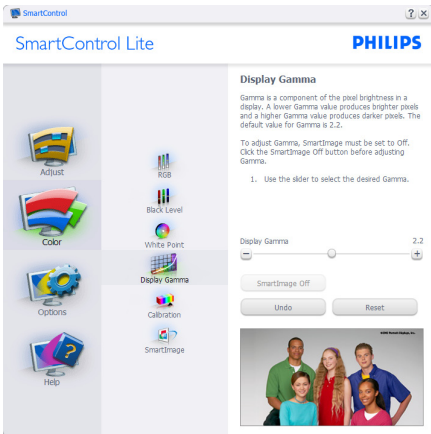 SmartControl
SmartControl Lite
PHILIPS
Adjust
Color
Options
Help
RGB
Black Level
White Point
Display Gamma
Calibration
SmartImage
Display Gamma
Gamma is a component of the pixel brightness in a
display. A lower Gamma value produces brighter pixels
and a higher Gamma value produces darker pixels. The
default value for Gamma is 2.2.
To adjust Gamma, SmartImage must be set to Off.
Click the SmartImage Off button before adjusting
Gamma.
1. Use the slider to select the desired Gamma.
Display Gamma 2.2
SmartImage Off
Undo Reset